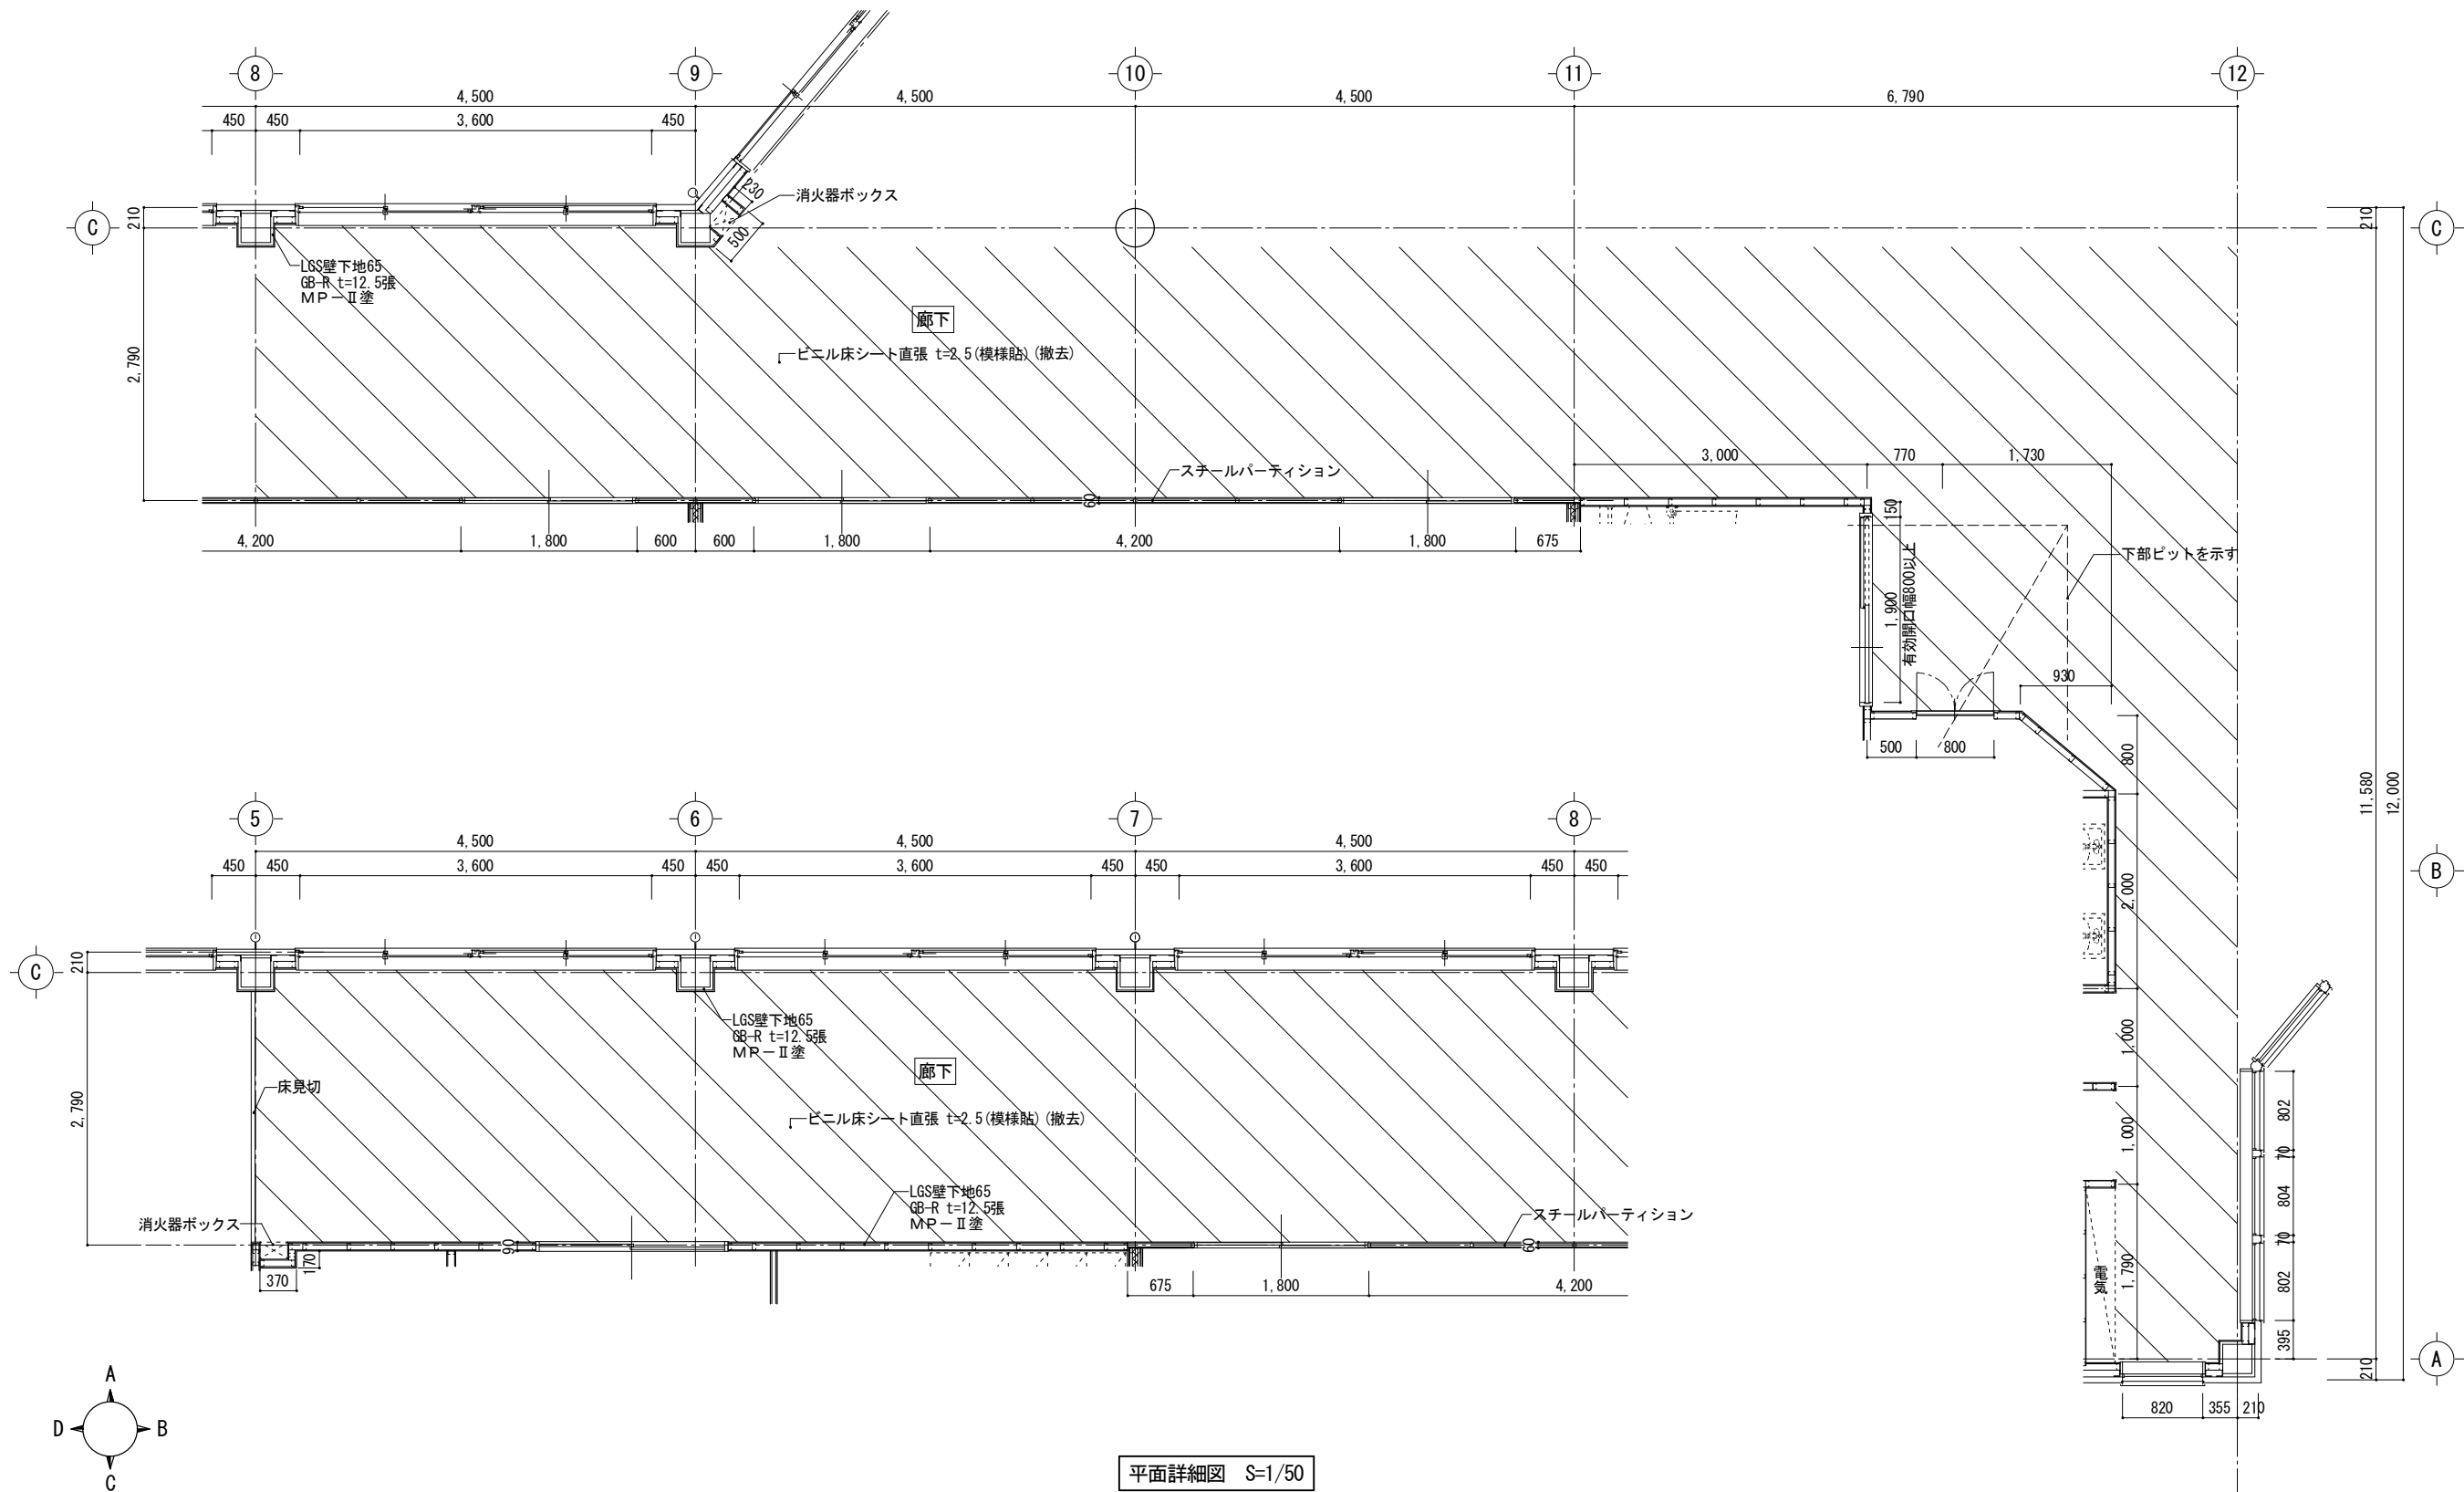 8
9
10
11
12
4,500
4,500
4,500
6,790
450
450
3,600
450
230
消火器ボックス
500
C
210
210
C
LGS壁下地65
GB-R t=12.5張
MP-Ⅱ塗
廊下
ビニル床シート直張 t=2.5(模様貼)(撤去)
2,790
スチールパーティション
60
3,000
770
1,730
150
4,200
1,800
600
600
1,800
4,200
1,800
675
下部ピットを示す
1,900
有効開口幅800以上
930
500
800
800
11,580
12,000
5
6
7
8
4,500
4,500
4,500
450
450
3,600
450
450
3,600
450
450
3,600
450
450
B
2,000
C
210
LGS壁下地65
GB-R t=12.5張
MP-Ⅱ塗
廊下
床見切
2,790
ビニル床シート直張 t=2.5(模様貼)(撤去)
1,000
1,000
802
70
804
70
802
395
LGS壁下地65
GB-R t=12.5張
MP-Ⅱ塗
消火器ボックス
スチールパーティション
90
60
170
370
675
1,800
4,200
電気
1,790
210
A
820
355
210
A
D
B
C
平面詳細図 S=1/50